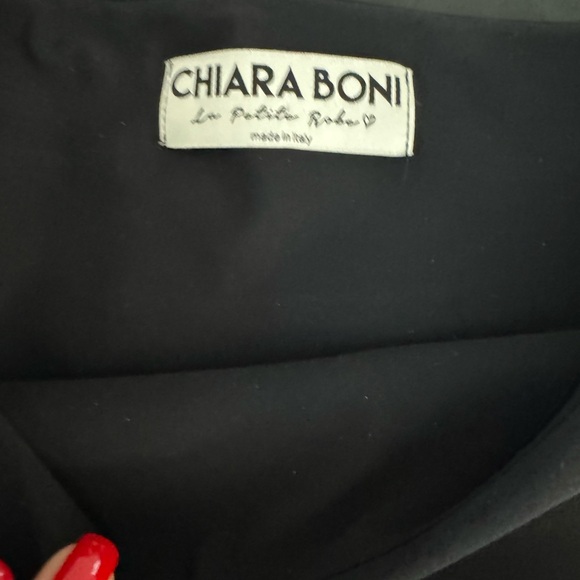 CHIARA BONI
La Petite Robe
made in Italy